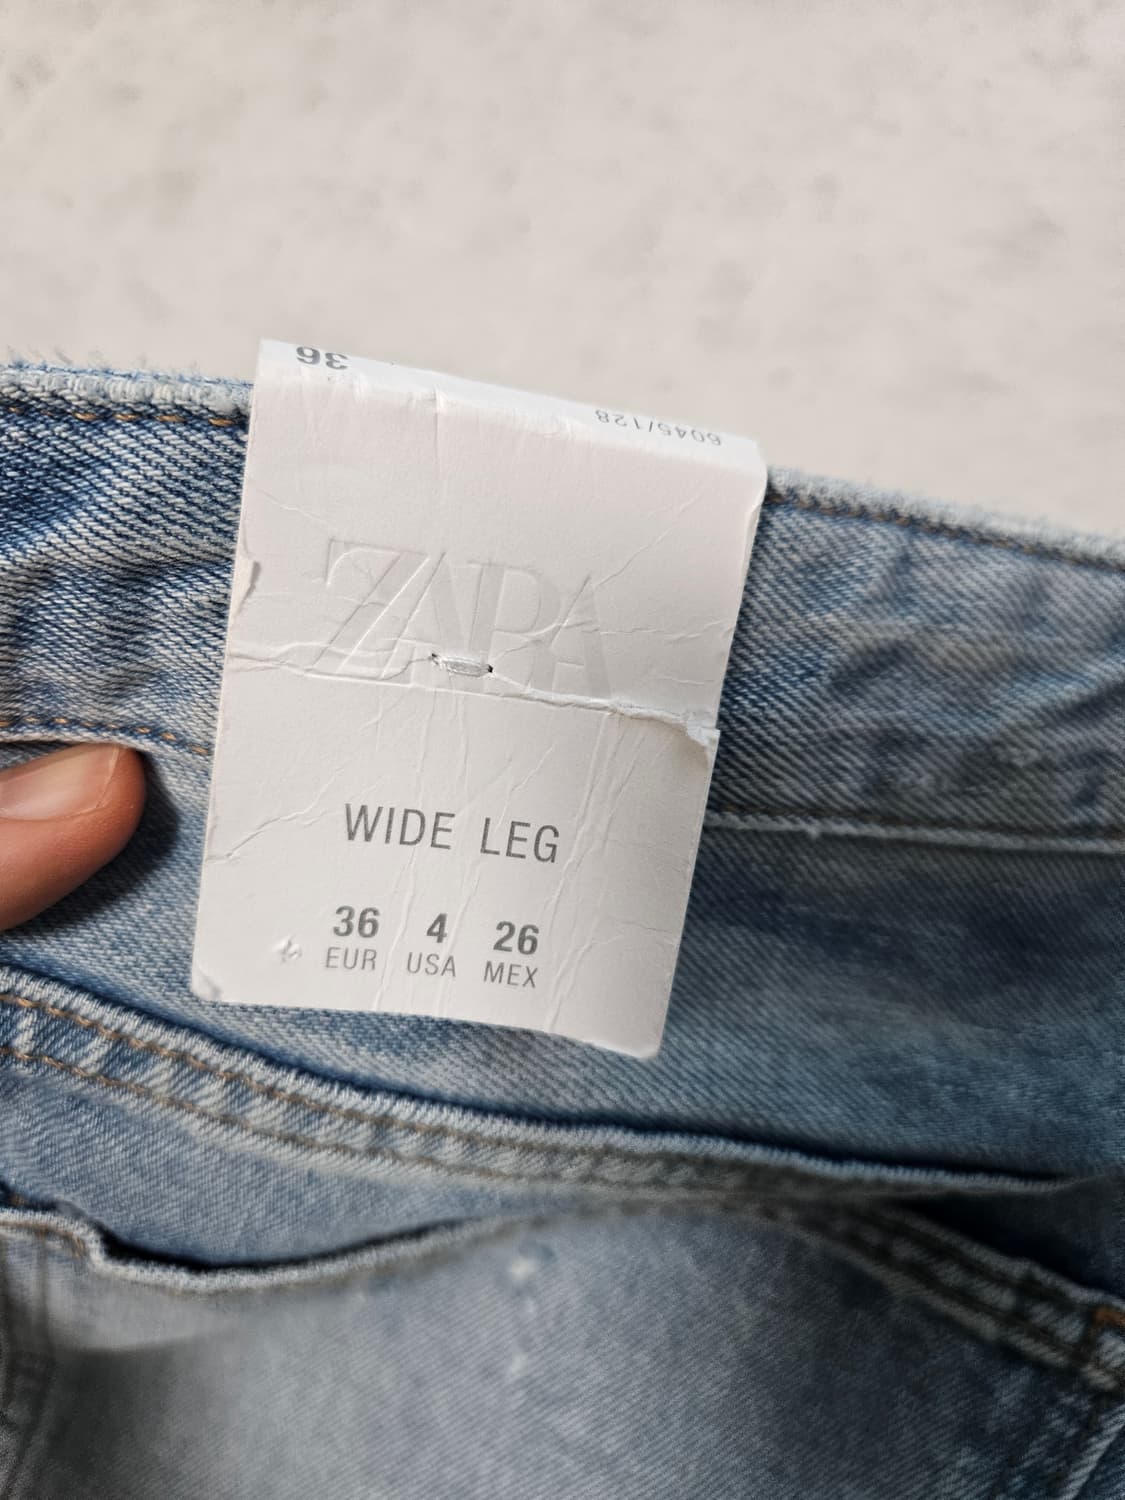 36
6045/128
ZARA
WIDE LEG
36 4 26
EUR USA MEX